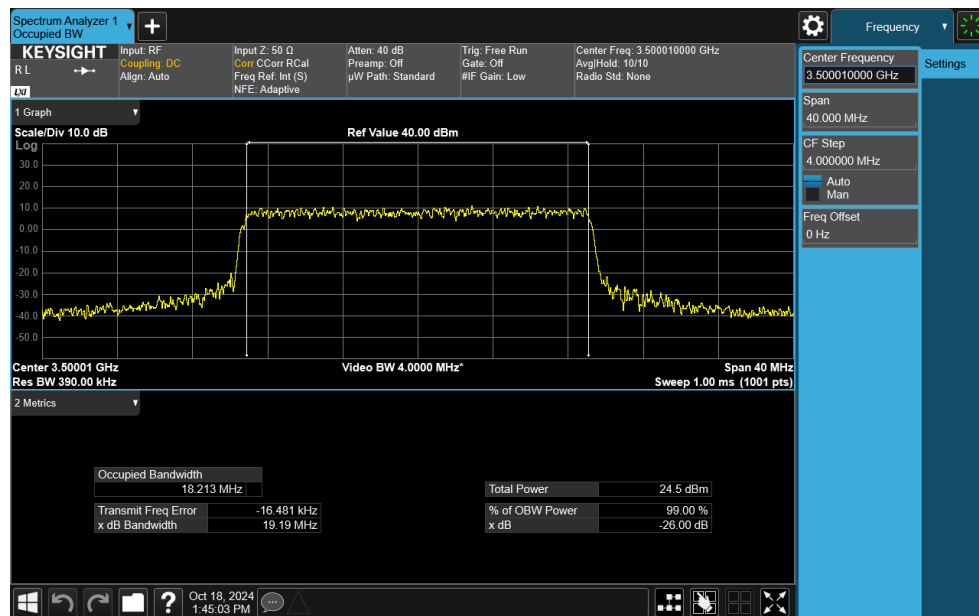 Spectrum Analyzer 1
Occupied BW
Frequency
KEYSIGHT
R L
LXI
Input: RF
Coupling: DC
Align: Auto
Input Z: 50 Ω
Corr CCorr RCal
Freq Ref: Int (S)
NFE: Adaptive
Atten: 40 dB
Preamp: Off
µW Path: Standard
Trig: Free Run
Gate: Off
#IF Gain: Low
Center Freq: 3.500010000 GHz
Avg|Hold: 10/10
Radio Std: None
Center Frequency
3.500010000 GHz
Settings
Span
40.000 MHz
CF Step
4.000000 MHz
Auto
Man
Freq Offset
0 Hz
1 Graph
Scale/Div 10.0 dB
Ref Value 40.00 dBm
Log
30.0
20.0
10.0
0.00
-10.0
-20.0
-30.0
-40.0
-50.0
Center 3.50001 GHz
Video BW 4.0000 MHz*
Span 40 MHz
Res BW 390.00 kHz
Sweep 1.00 ms (1001 pts)
2 Metrics
Occupied Bandwidth
18.213 MHz
Total Power 24.5 dBm
Transmit Freq Error -16.481 kHz
% of OBW Power 99.00 %
x dB Bandwidth 19.19 MHz
x dB -26.00 dB
?
Oct 18, 2024
1:45:03 PM